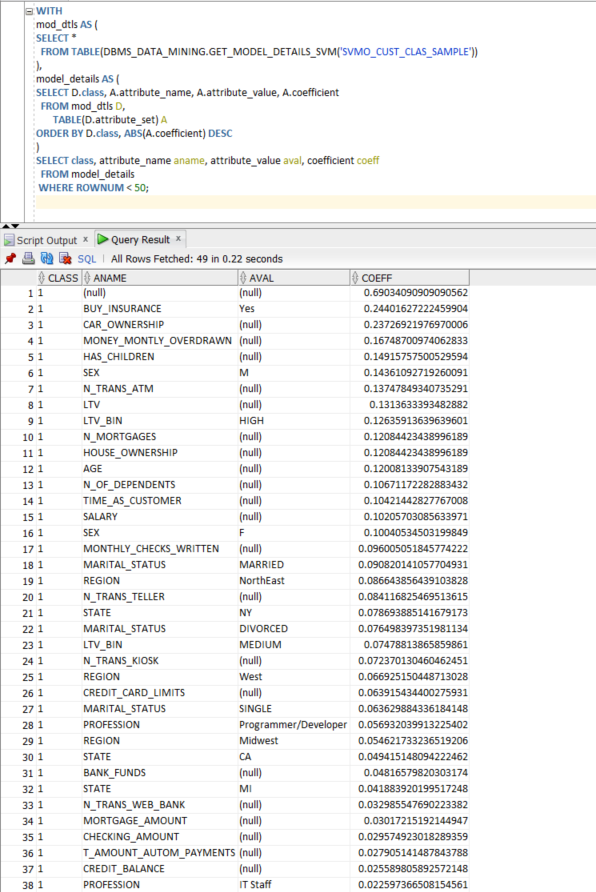 WITH
mod_dtls AS (
SELECT *
FROM TABLE(DBMS_DATA_MINING.GET_MODEL_DETAILS_SVM('SVMO_CUST_CLAS_SAMPLE'))
),
model_details AS (
SELECT D.class, A.attribute_name, A.attribute_value, A.coefficient
FROM mod_dtls D,
TABLE(D.attribute_set) A
ORDER BY D.class, ABS(A.coefficient) DESC
)
SELECT class, attribute_name aname, attribute_value aval, coefficient coeff
FROM model_details
WHERE ROWNUM < 50;
Script Output x Query Result x
SQL | All Rows Fetched: 49 in 0.22 seconds
CLASS ANAME AVAL COEFF
1 1 (null) (null) 0.69034090909090562
2 1 BUY_INSURANCE Yes 0.24401627222459904
3 1 CAR_OWNERSHIP (null) 0.23726921976970006
4 1 MONEY_MONTLY_OVERDRAWN (null) 0.16748700974062833
5 1 HAS_CHILDREN (null) 0.14915757500529594
6 1 SEX M 0.14361092719260091
7 1 N_TRANS_ATM (null) 0.13747849340735291
8 1 LTV (null) 0.1313633393482882
9 1 LTV_BIN HIGH 0.12635913639639601
10 1 N_MORTGAGES (null) 0.12084423438996189
11 1 HOUSE_OWNERSHIP (null) 0.12084423438996189
12 1 AGE (null) 0.12008133907543189
13 1 N_OF_DEPENDENTS (null) 0.10671172282883432
14 1 TIME_AS_CUSTOMER (null) 0.10421442827767008
15 1 SALARY (null) 0.10205703085633971
16 1 SEX F 0.10040534503199849
17 1 MONTHLY_CHECKS_WRITTEN (null) 0.096005051845774222
18 1 MARITAL_STATUS MARRIED 0.090820141057704931
19 1 REGION NorthEast 0.086643856439103828
20 1 N_TRANS_TELLER (null) 0.084116825469513615
21 1 STATE NY 0.078693885141679173
22 1 MARITAL_STATUS DIVORCED 0.076498397351981134
23 1 LTV_BIN MEDIUM 0.07478813865859861
24 1 N_TRANS_KIOSK (null) 0.072370130460462451
25 1 REGION West 0.066925150448713028
26 1 CREDIT_CARD_LIMITS (null) 0.063915434400275931
27 1 MARITAL_STATUS SINGLE 0.063629884336184148
28 1 PROFESSION Programmer/Developer 0.056932039913225402
29 1 REGION Midwest 0.054621733236519206
30 1 STATE CA 0.049415148094222462
31 1 BANK_FUNDS (null) 0.04816579820303174
32 1 STATE MI 0.041883920199517248
33 1 N_TRANS_WEB_BANK (null) 0.032985547690223382
34 1 MORTGAGE_AMOUNT (null) 0.03017215192144947
35 1 CHECKING_AMOUNT (null) 0.029574923018289359
36 1 T_AMOUNT_AUTOM_PAYMENTS (null) 0.027905141487843788
37 1 CREDIT_BALANCE (null) 0.025589805892572148
38 1 PROFESSION IT Staff 0.022597366508154561